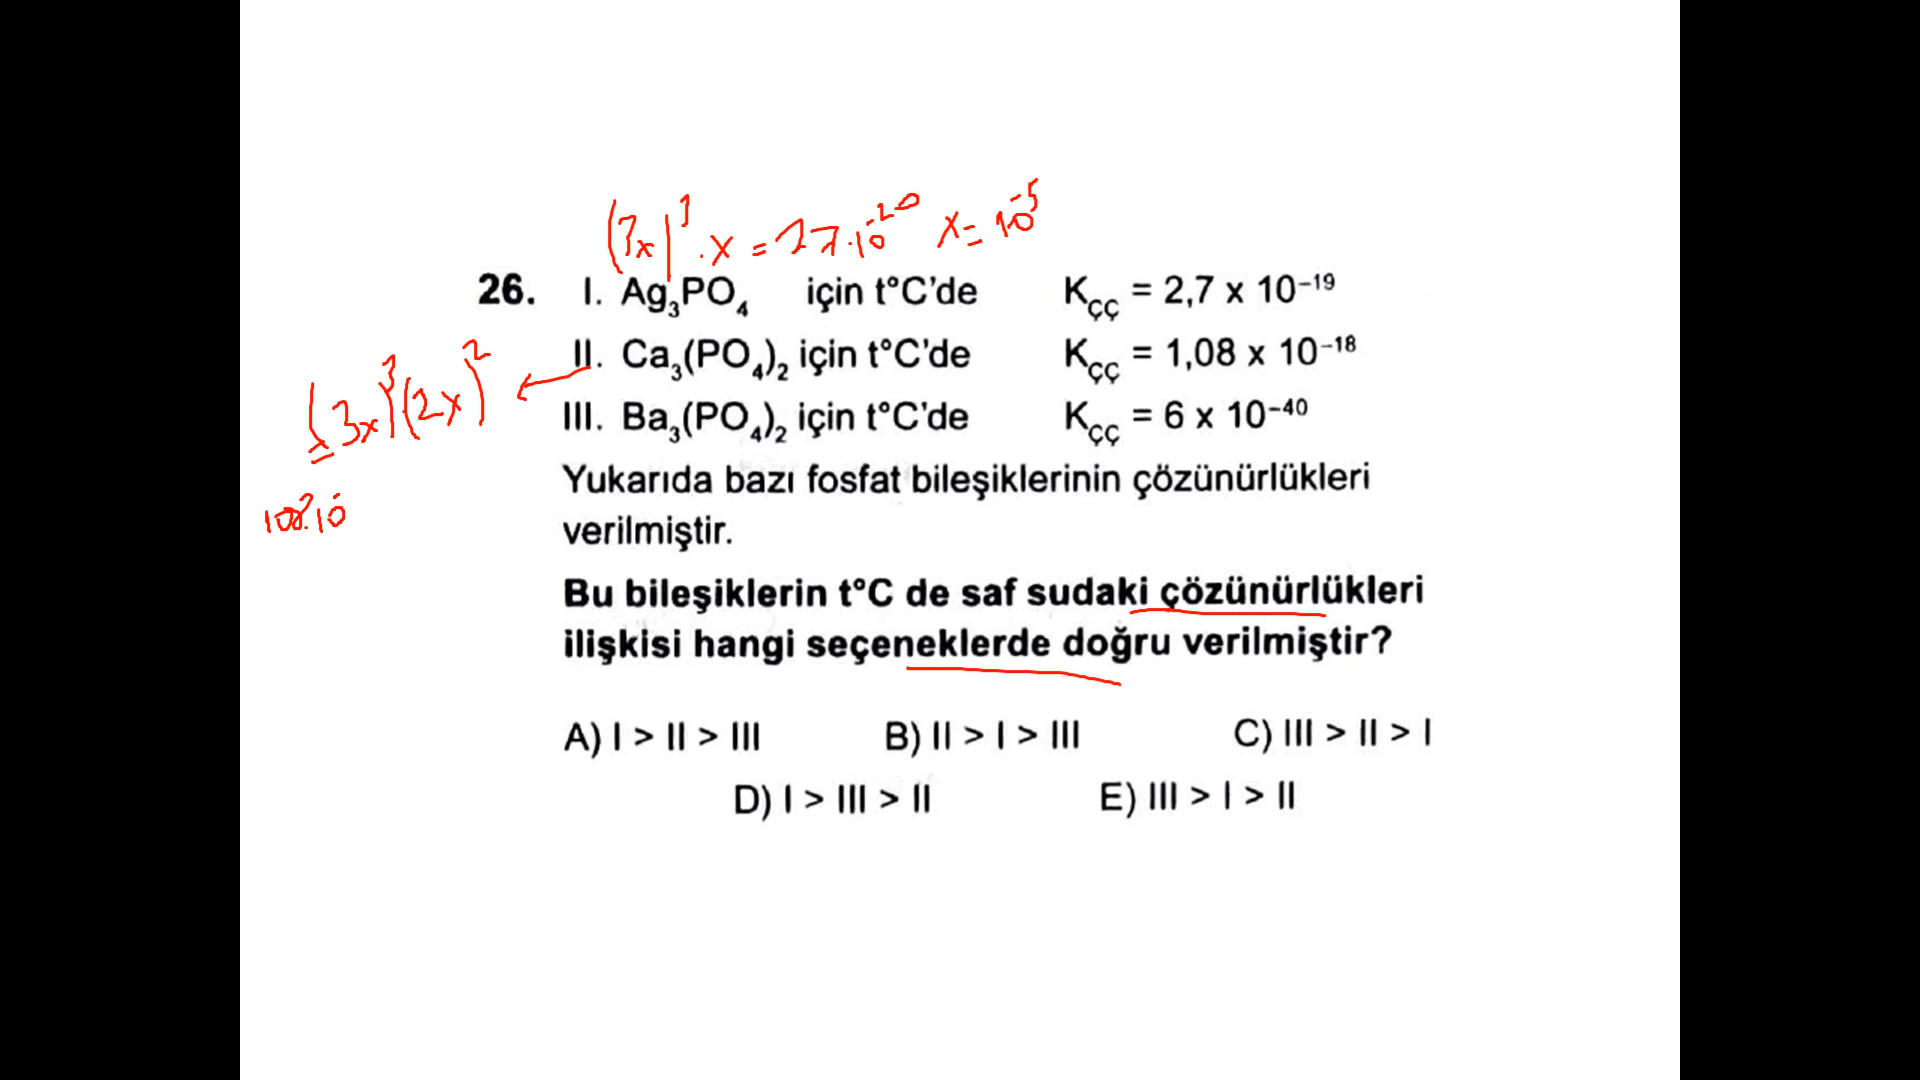 (3x)³ . x = 27.10⁻²⁰ x = 10⁻⁵
26. I. Ag₃PO₄ için t°C'de K_çç = 2,7 x 10⁻¹⁹
(3x)³(2x)² II. Ca₃(PO₄)₂ için t°C'de K_çç = 1,08 x 10⁻¹⁸
III. Ba₃(PO₄)₂ için t°C'de K_çç = 6 x 10⁻⁴⁰
Yukarıda bazı fosfat bileşiklerinin çözünürlükleri
verilmiştir.
Bu bileşiklerin t°C de saf sudaki çözünürlükleri
ilişkisi hangi seçeneklerde doğru verilmiştir?
A) I > II > III B) II > I > III C) III > II > I
D) I > III > II E) III > I > II